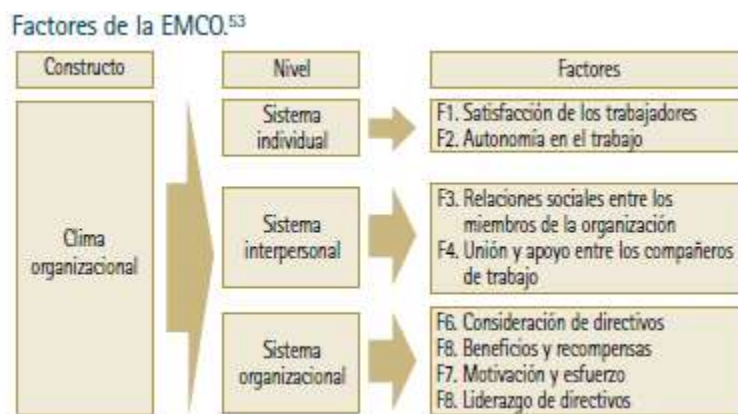 Factores de la EMCO.53
Constructo
Nivel
Factores
Clima
organizacional
Sistema
individual
F1. Satisfacción de los trabajadores
F2. Autonomía en el trabajo
Sistema
interpersonal
F3. Relaciones sociales entre los
miembros de la organización
F4. Unión y apoyo entre los compañeros
de trabajo
Sistema
organizacional
F6. Consideración de directivos
F8. Beneficios y recompensas
F7. Motivación y esfuerzo
F8. Liderazgo de directivos